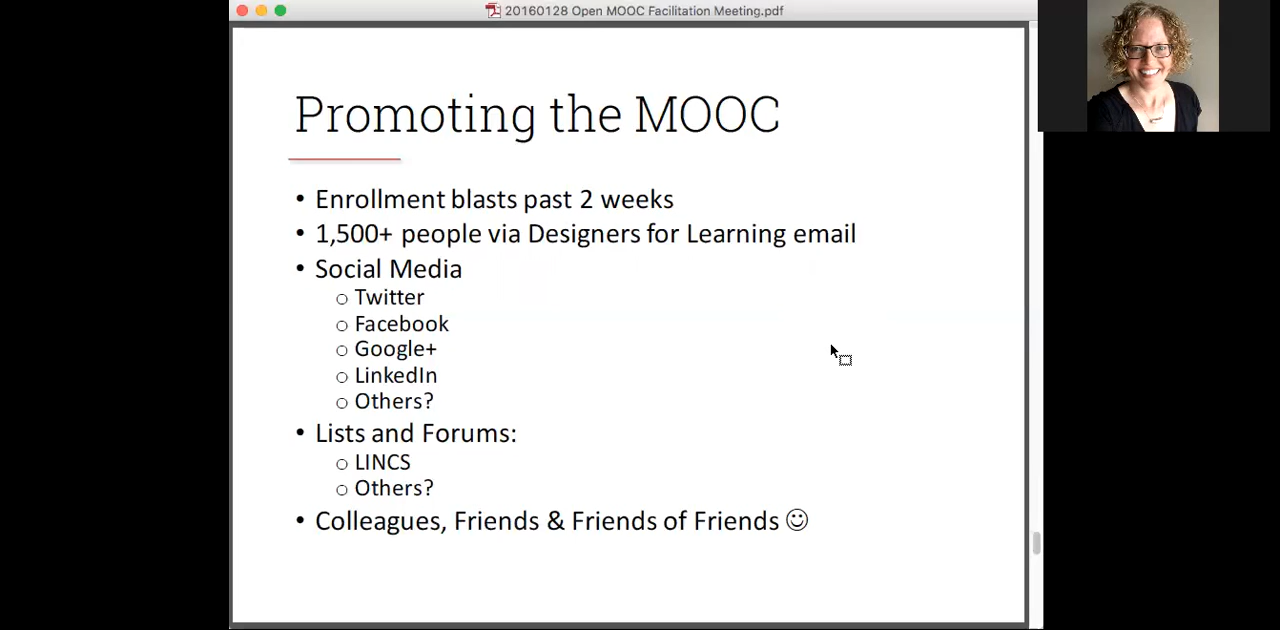 20160128 Open MOOC Facilitation Meeting.pdf
Promoting the MOOC
• Enrollment blasts past 2 weeks
• 1,500+ people via Designers for Learning email
• Social Media
○ Twitter
○ Facebook
○ Google+
○ LinkedIn
○ Others?
• Lists and Forums:
○ LINCS
○ Others?
• Colleagues, Friends & Friends of Friends ☺